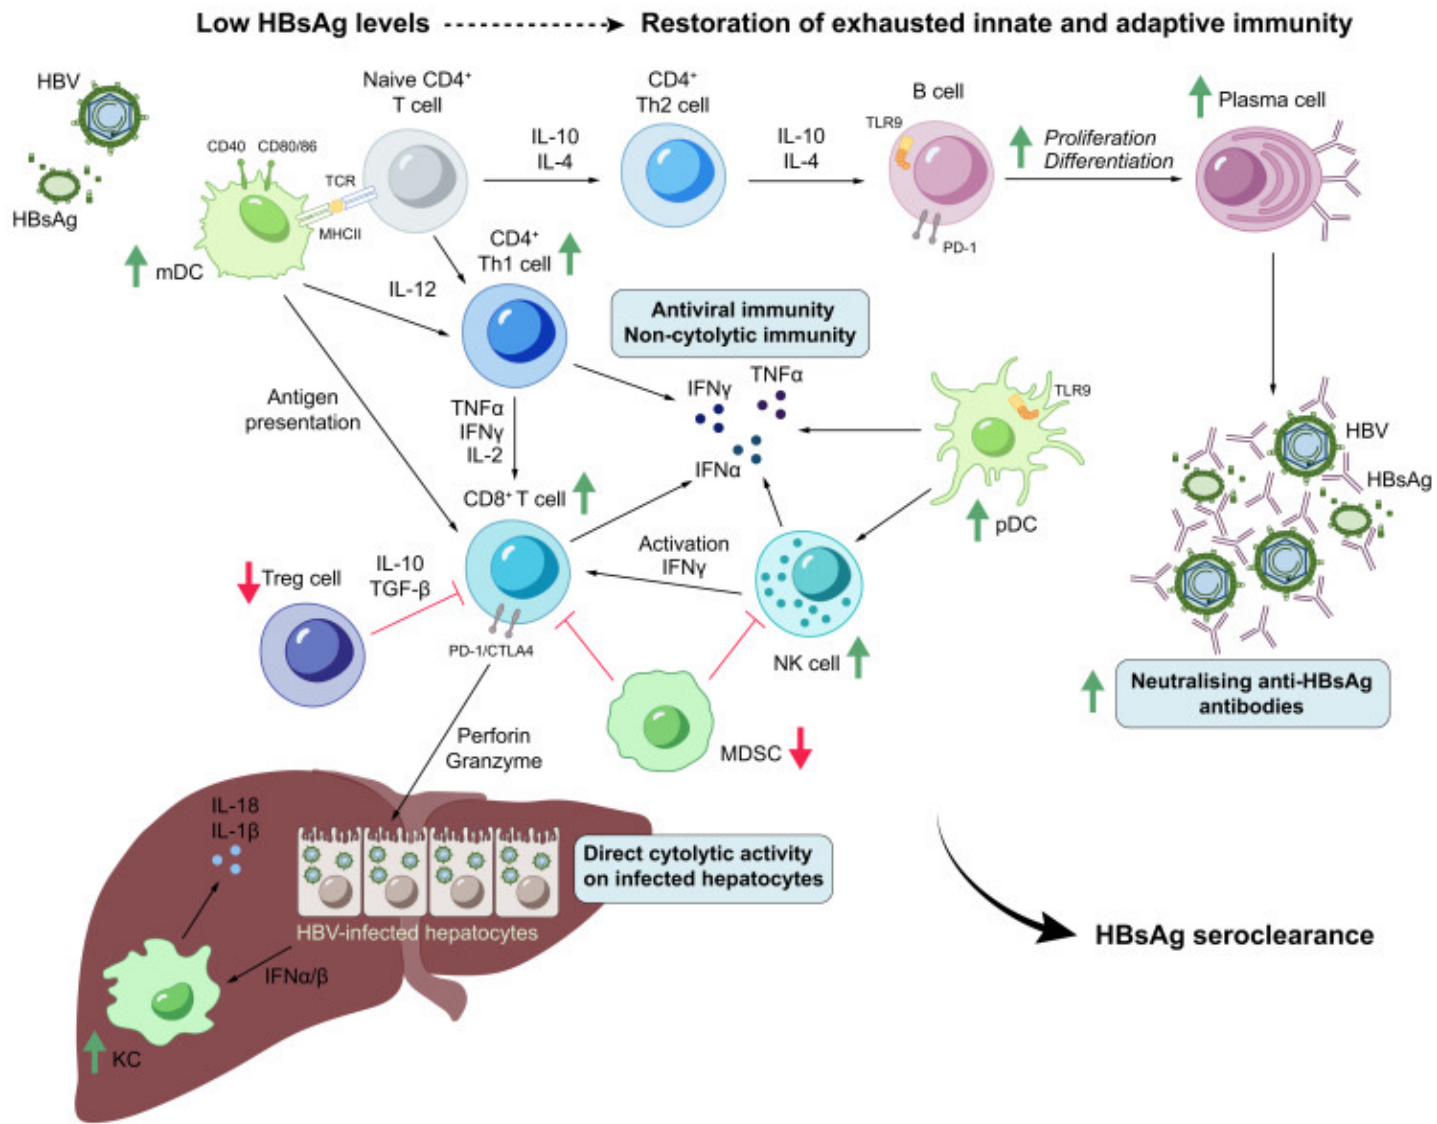 Low HBsAg levels
Restoration of exhausted innate and adaptive immunity
HBV
HBsAg
Naive CD4⁺
T cell
CD40
CD80/86
TCR
MHCII
mDC
IL-10
IL-4
CD4⁺
Th2 cell
IL-10
IL-4
B cell
TLR9
PD-1
Proliferation
Differentiation
Plasma cell
CD4⁺
Th1 cell
IL-12
Antigen
presentation
TNFα
IFNγ
IL-2
Antiviral immunity
Non-cytolytic immunity
IFNγ
TNFα
IFNα
TLR9
pDC
HBV
HBsAg
CD8⁺ T cell
Activation
IFNγ
Treg cell
IL-10
TGF-β
PD-1/CTLA4
NK cell
MDSC
Neutralising anti-HBsAg
antibodies
Perforin
Granzyme
IL-18
IL-1β
Direct cytolytic activity
on infected hepatocytes
HBV-infected hepatocytes
IFNα/β
KC
HBsAg seroclearance